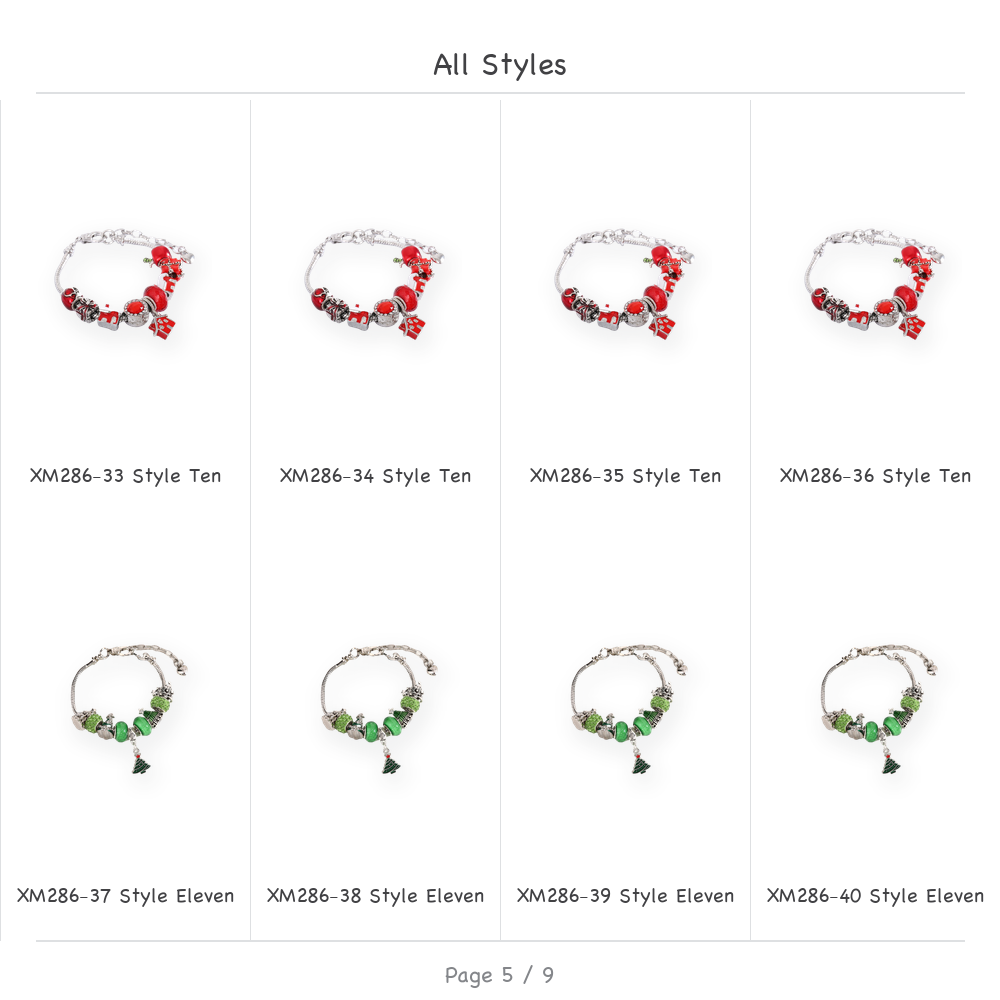 All Styles
XM286-33 Style Ten
XM286-34 Style Ten
XM286-35 Style Ten
XM286-36 Style Ten
XM286-37 Style Eleven
XM286-38 Style Eleven
XM286-39 Style Eleven
XM286-40 Style Eleven
Page 5 / 9